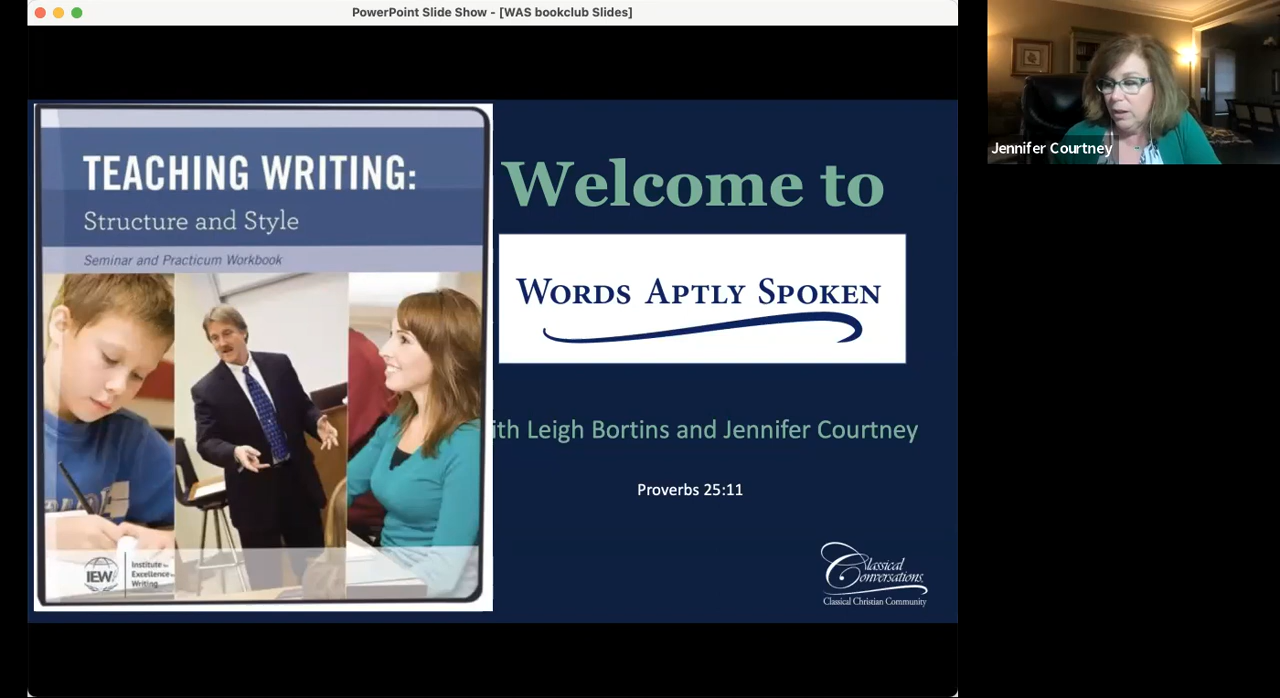 PowerPoint Slide Show - [WAS bookclub Slides]
TEACHING WRITING:
Structure and Style
Seminar and Practicum Workbook
IEW
Institute for
Excellence in
Writing
Welcome to
WORDS APTLY SPOKEN
ith Leigh Bortins and Jennifer Courtney
Proverbs 25:11
Classical
Conversations
Classical Christian Community
Jennifer Courtney